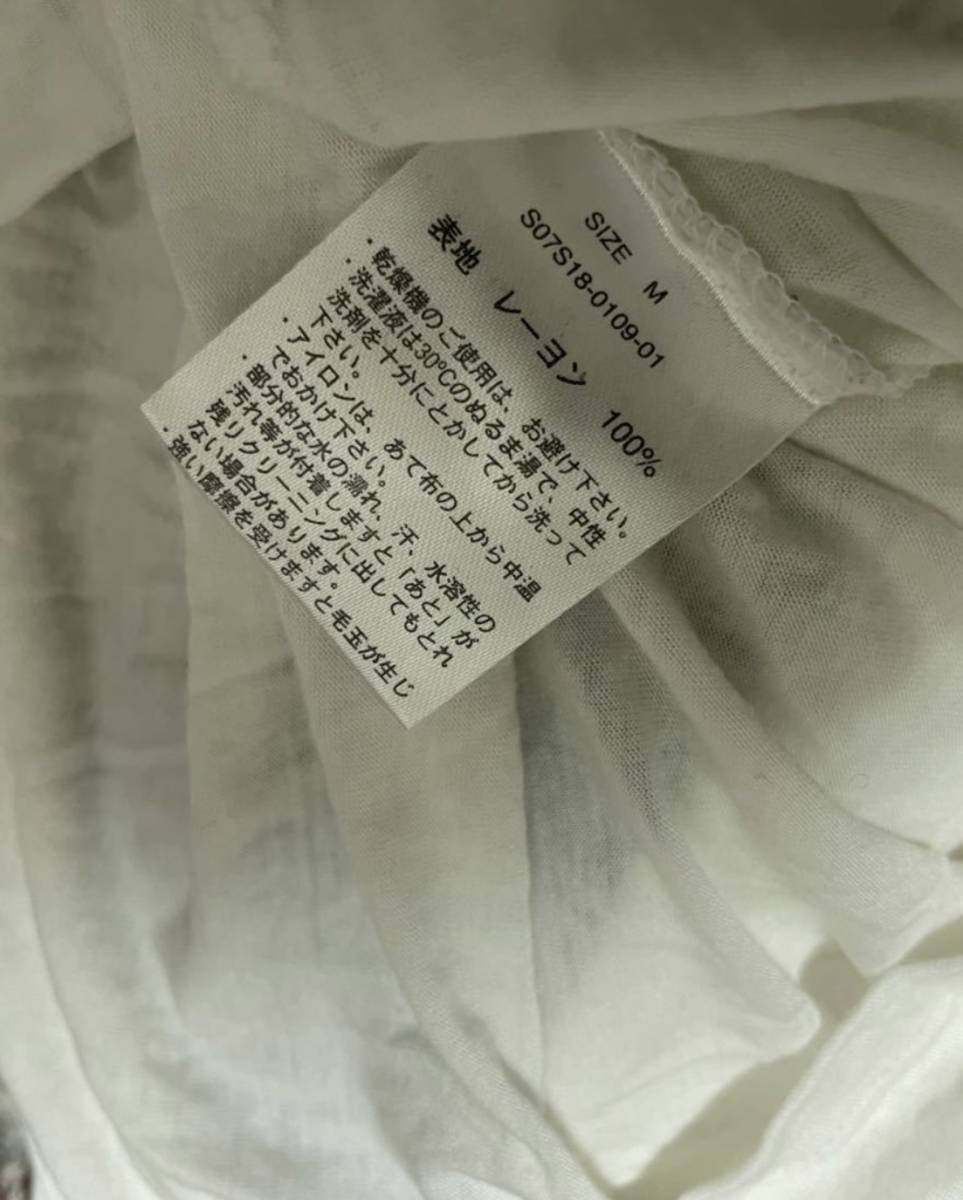 SIZE M
S07S18-0109-01
表地 レーヨン 100%
・乾燥機のご使用は、お避け下さい。
・洗濯液は30℃のぬるま湯で、中性
洗剤を十分にとかしてから洗って
下さい。
・アイロンは、あて布の上から中温
でおかけ下さい。
・部分的な水の濡れ、汗、水溶性の
汚れ等が付着しますと「あと」が
残りクリーニングに出してもとれ
ない場合があります。
・強い摩擦を受けますと毛玉が生じ